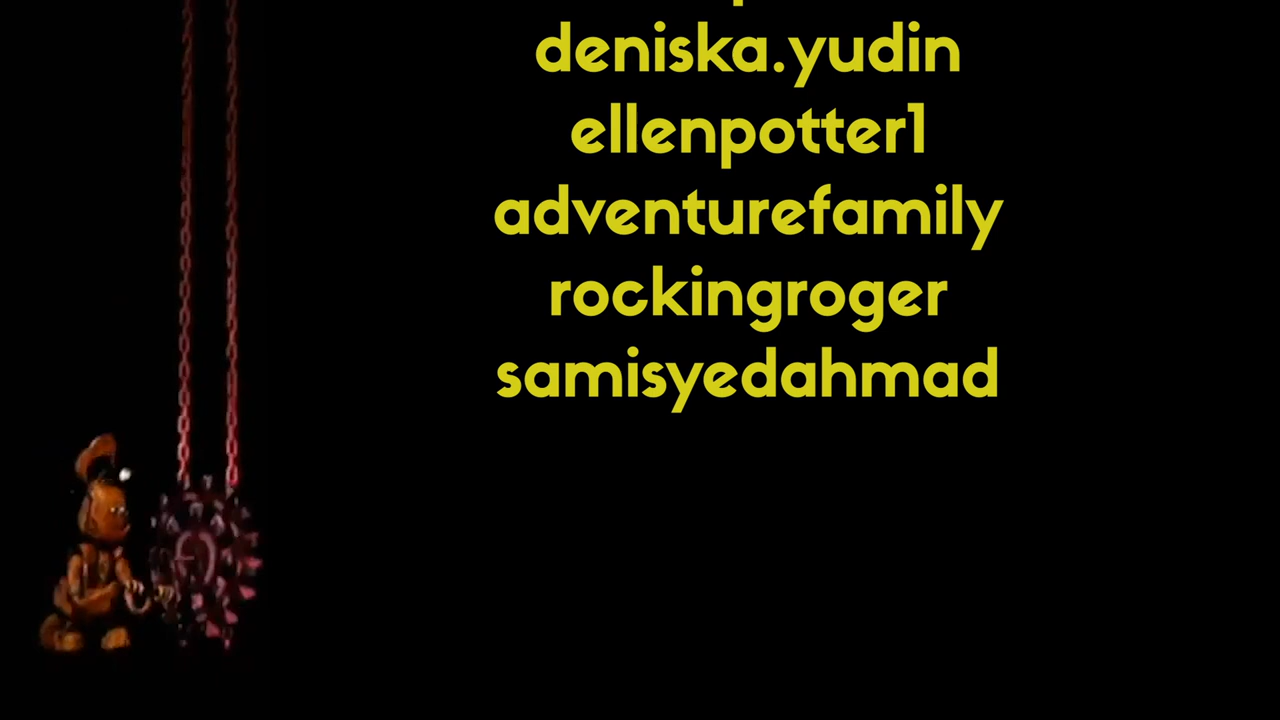 deniska.yudin
ellenpotter1
adventurefamily
rockingroger
samisyedahmad